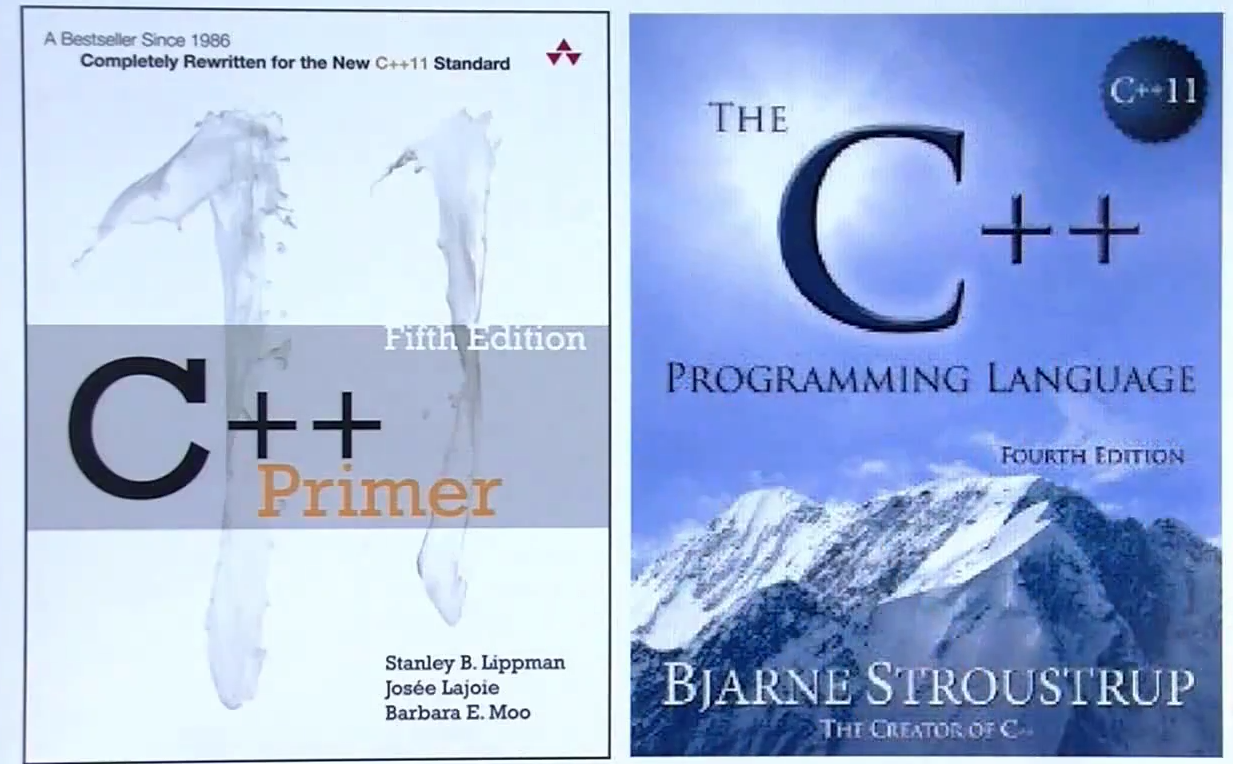 A Bestseller Since 1986
Completely Rewritten for the New C++11 Standard
Fifth Edition
C++
Primer
Stanley B. Lippman
Josée Lajoie
Barbara E. Moo
C++11
THE
C++
PROGRAMMING LANGUAGE
FOURTH EDITION
BJARNE STROUSTRUP
THE CREATOR OF C++